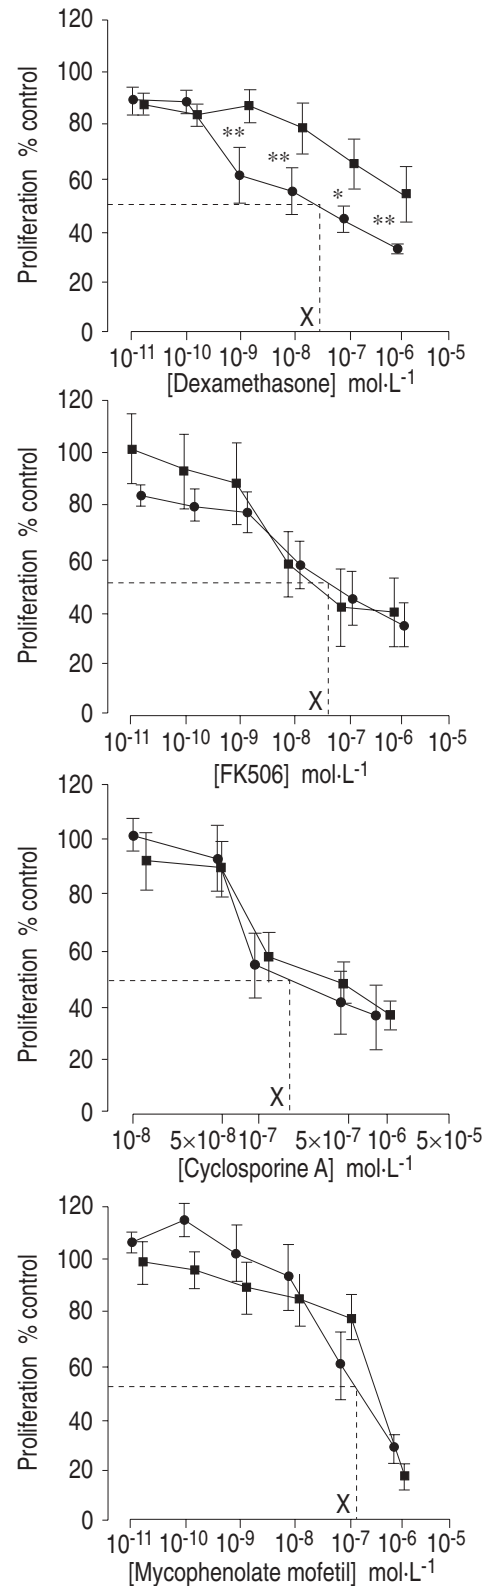 120
100
80
60
40
20
0
Proliferation % control
**
**
*
**
X
10-11 10-10 10-9 10-8 10-7 10-6 10-5
[Dexamethasone] mol·L-1
120
100
80
60
40
20
0
Proliferation % control
X
10-11 10-10 10-9 10-8 10-7 10-6 10-5
[FK506] mol·L-1
120
100
80
60
40
20
0
Proliferation % control
X
10-8 5×10-8 10-7 5×10-7 10-6 5×10-5
[Cyclosporine A] mol·L-1
120
100
80
60
40
20
0
Proliferation % control
X
10-11 10-10 10-9 10-8 10-7 10-6 10-5
[Mycophenolate mofetil] mol·L-1